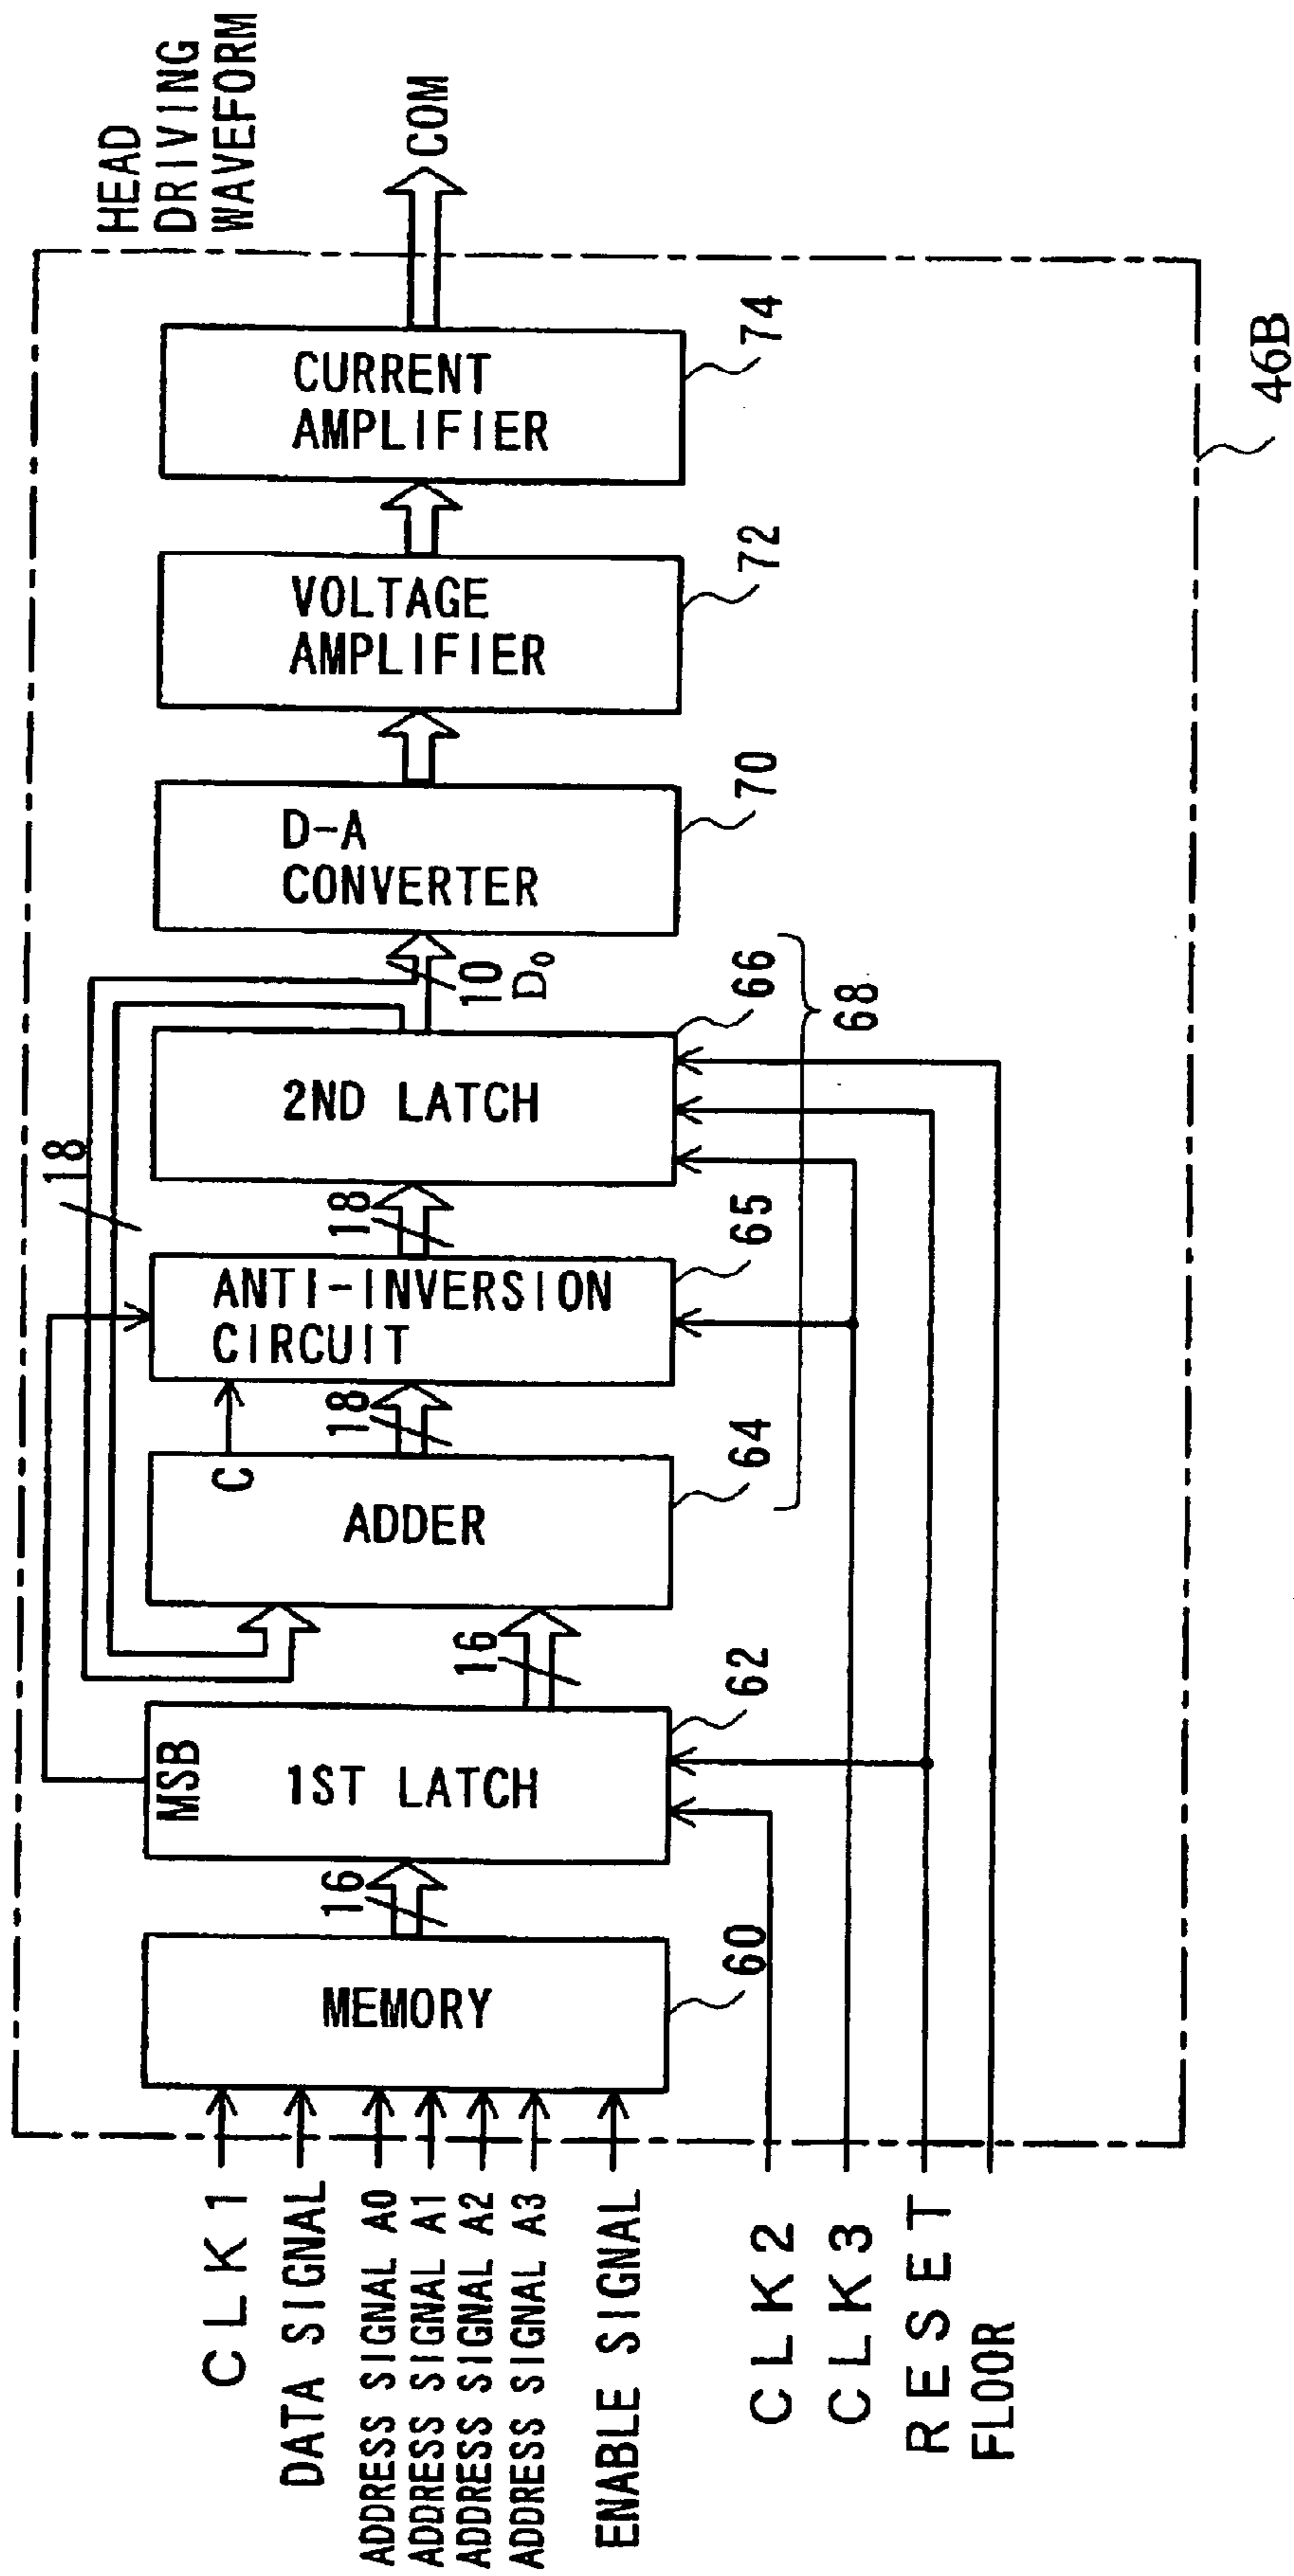 HEAD
DRIVING
WAVEFORM
COM
CLK1
DATA SIGNAL
ADDRESS SIGNAL A0
ADDRESS SIGNAL A1
ADDRESS SIGNAL A2
ADDRESS SIGNAL A3
ENABLE SIGNAL
CLK2
CLK3
RESET
FLOOR
MEMORY
60
16
MSB
1ST LATCH
62
16
C
ADDER
64
18
18
ANTI-INVERSION
CIRCUIT
65
18
2ND LATCH
66
68
10
D0
D-A
CONVERTER
70
VOLTAGE
AMPLIFIER
72
CURRENT
AMPLIFIER
74
46B